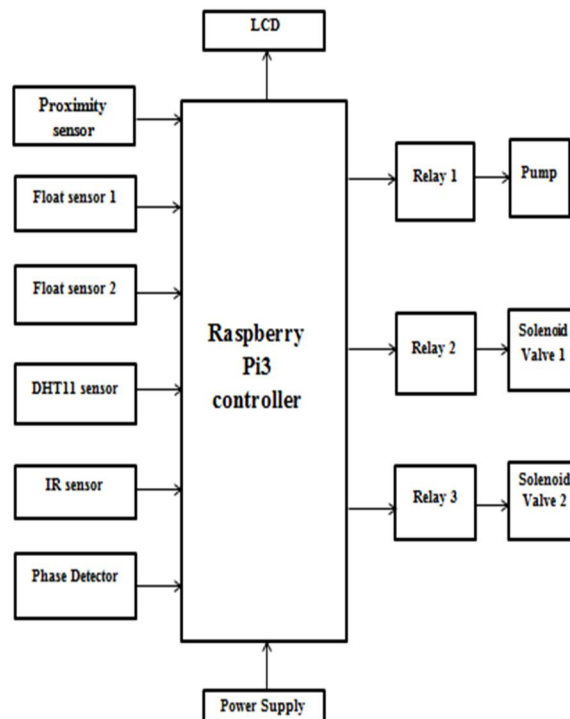 LCD
Proximity
sensor
Float sensor 1
Float sensor 2
DHT11 sensor
IR sensor
Phase Detector
Raspberry
Pi3
controller
Relay 1
Pump
Relay 2
Solenoid
Valve 1
Relay 3
Solenoid
Valve 2
Power Supply